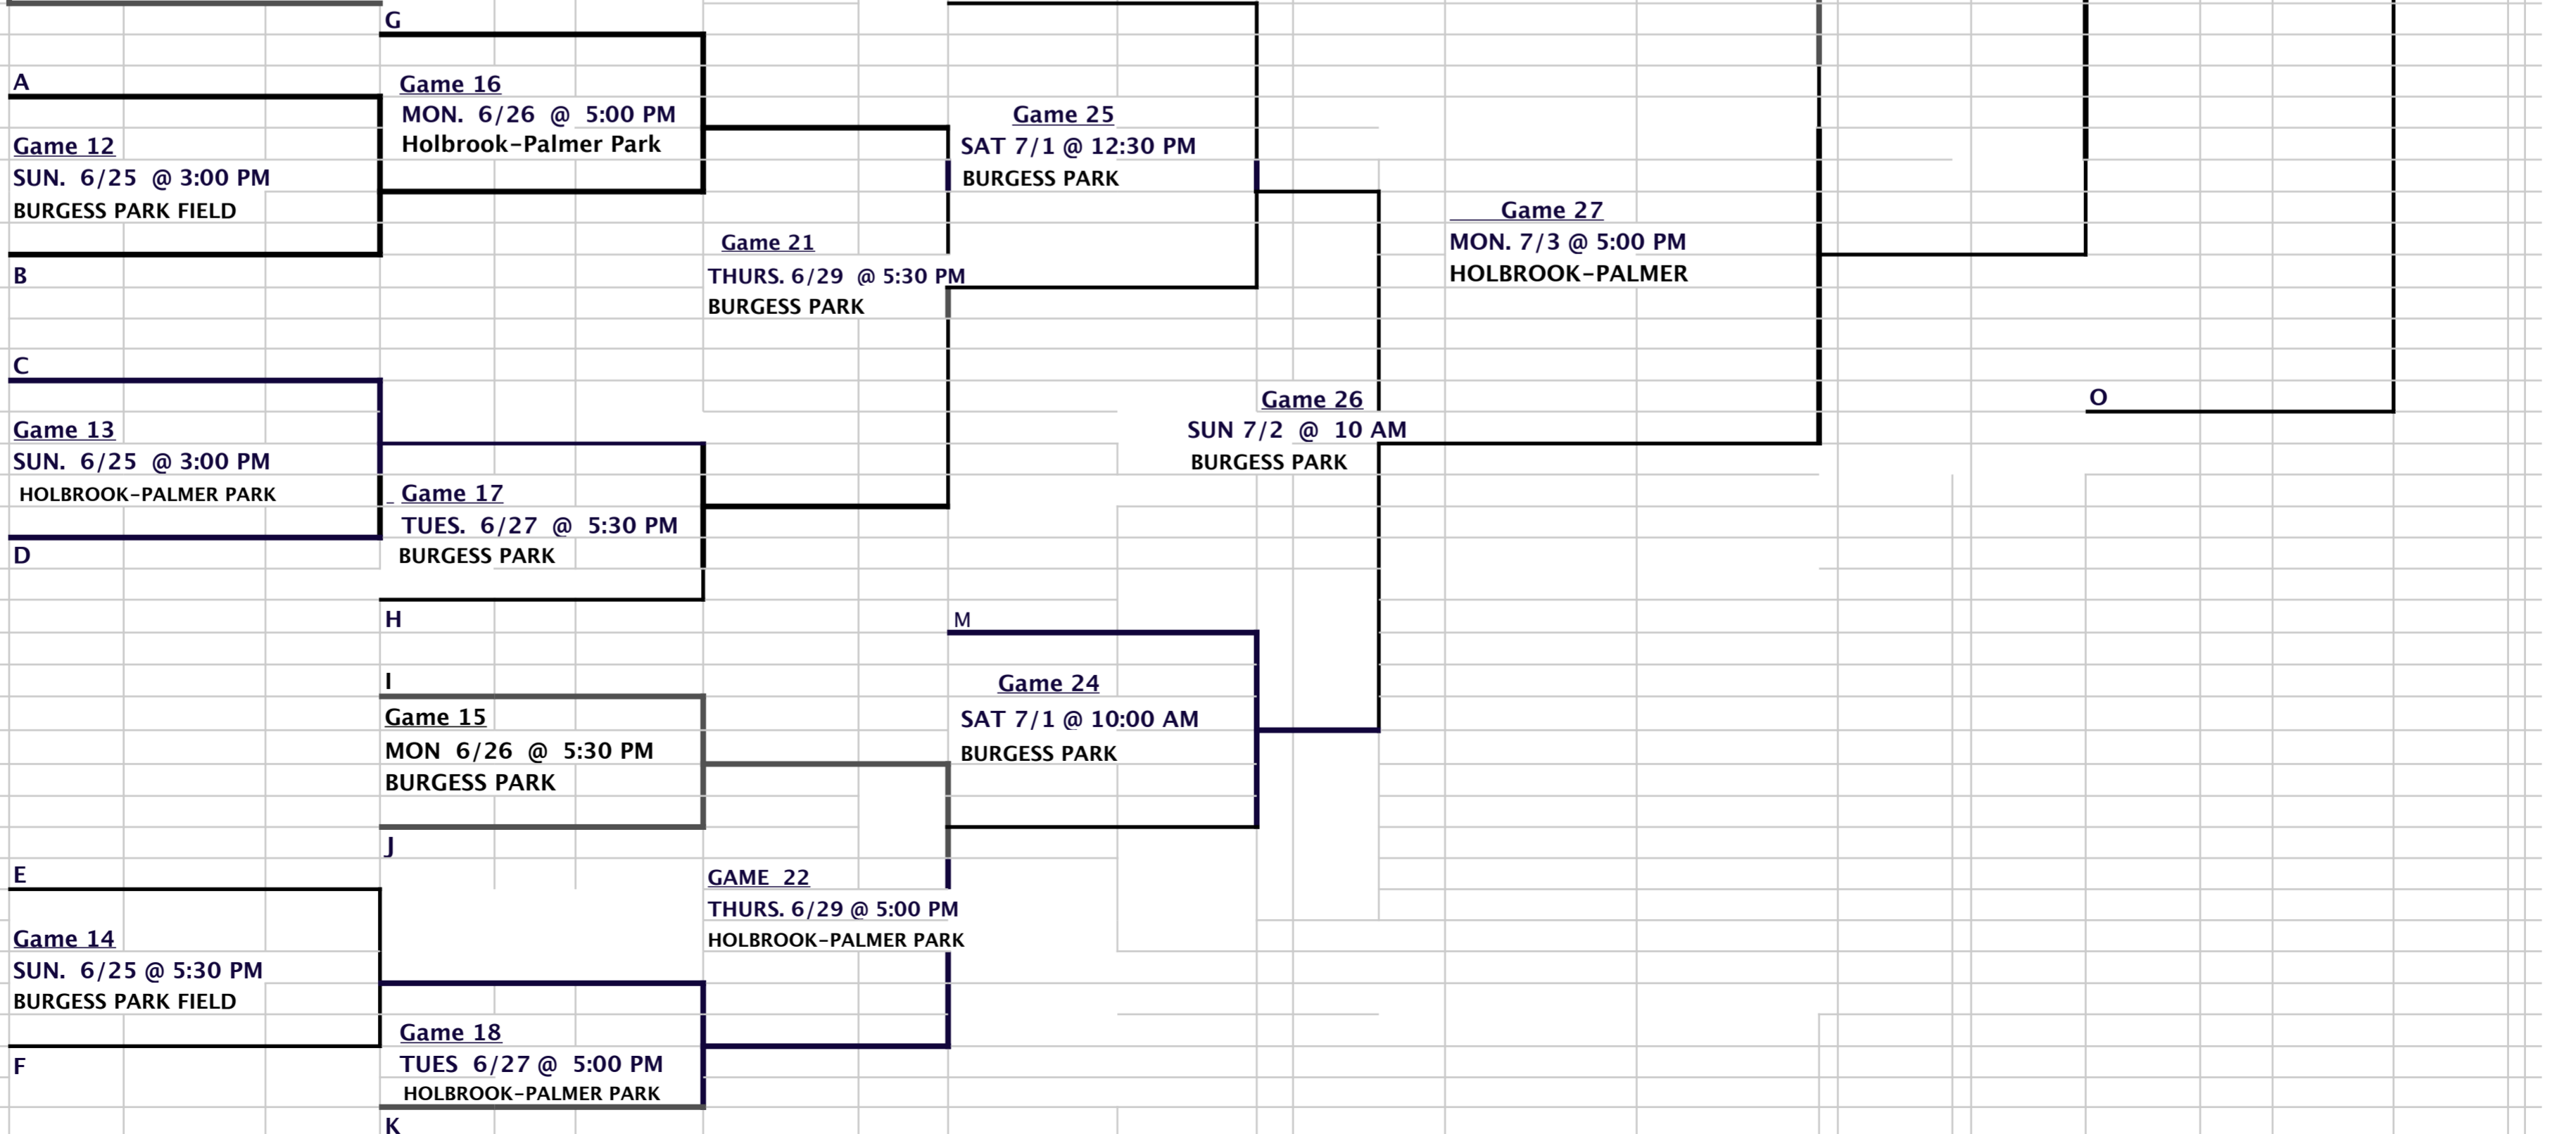 G
A
Game 16
MON. 6/26 @ 5:00 PM
Holbrook-Palmer Park
Game 12
SUN. 6/25 @ 3:00 PM
BURGESS PARK FIELD
B
Game 25
SAT 7/1 @ 12:30 PM
BURGESS PARK
Game 21
THURS. 6/29 @ 5:30 PM
BURGESS PARK
Game 27
MON. 7/3 @ 5:00 PM
HOLBROOK-PALMER
C
Game 13
SUN. 6/25 @ 3:00 PM
HOLBROOK-PALMER PARK
D
Game 17
TUES. 6/27 @ 5:30 PM
BURGESS PARK
H
Game 26
SUN 7/2 @ 10 AM
BURGESS PARK
O
I
Game 15
MON 6/26 @ 5:30 PM
BURGESS PARK
J
M
Game 24
SAT 7/1 @ 10:00 AM
BURGESS PARK
E
Game 14
SUN. 6/25 @ 5:30 PM
BURGESS PARK FIELD
F
GAME 22
THURS. 6/29 @ 5:00 PM
HOLBROOK-PALMER PARK
Game 18
TUES 6/27 @ 5:00 PM
HOLBROOK-PALMER PARK
K